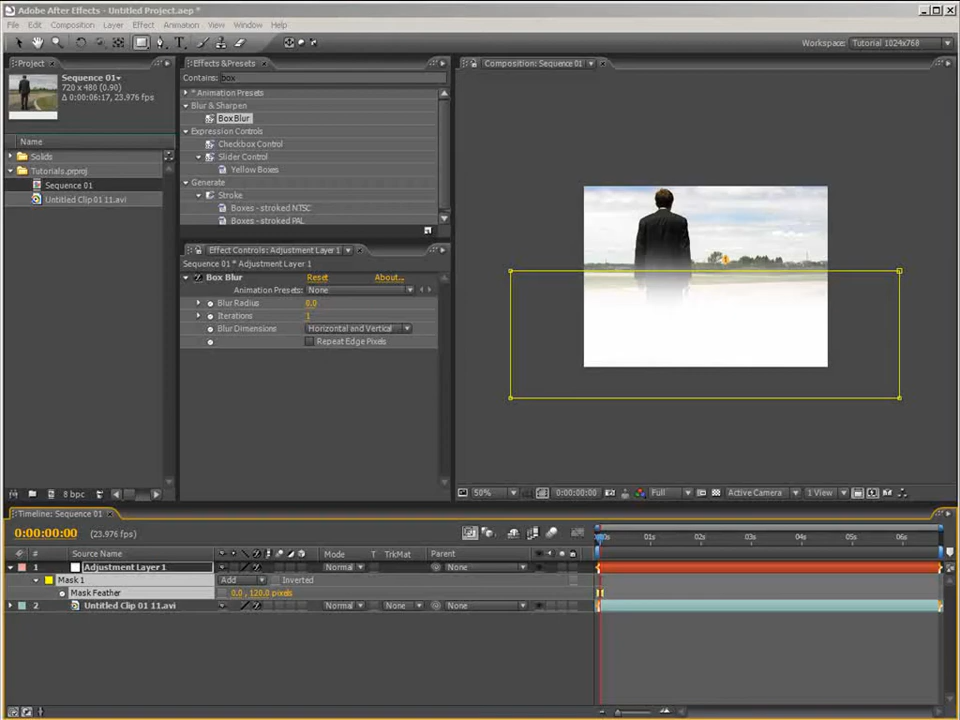 Adobe After Effects - Untitled Project.aep *
File Edit Composition Layer Effect Animation View Window Help
Workspace: Tutorial 1024x768
Project
Sequence 01
720 x 480 (0.90)
Δ 0:00:06:17, 23.976 fps
Name
Solids
Tutorials.prproj
Sequence 01
Untitled Clip 01 11.avi
8 bpc
Effects & Presets
Contains: box
* Animation Presets
Blur & Sharpen
Box Blur
Expression Controls
Checkbox Control
Slider Control
Yellow Boxes
Generate
Stroke
Boxes - stroked NTSC
Boxes - stroked PAL
Effect Controls: Adjustment Layer 1
Sequence 01 * Adjustment Layer 1
Box Blur Reset About...
Animation Presets: None
Blur Radius 0.0
Iterations 1
Blur Dimensions Horizontal and Vertical
Repeat Edge Pixels
Composition: Sequence 01
50% 0:00:00:00 Full Active Camera 1 View
Timeline: Sequence 01
0:00:00:00 (23.976 fps)
01s 02s 03s 04s 05s 06s
# Source Name Mode T TrkMat Parent
1 Adjustment Layer 1 Normal None
Mask 1 Add Inverted
Mask Feather 0.0 , 120.0 pixels
2 Untitled Clip 01 11.avi Normal None None